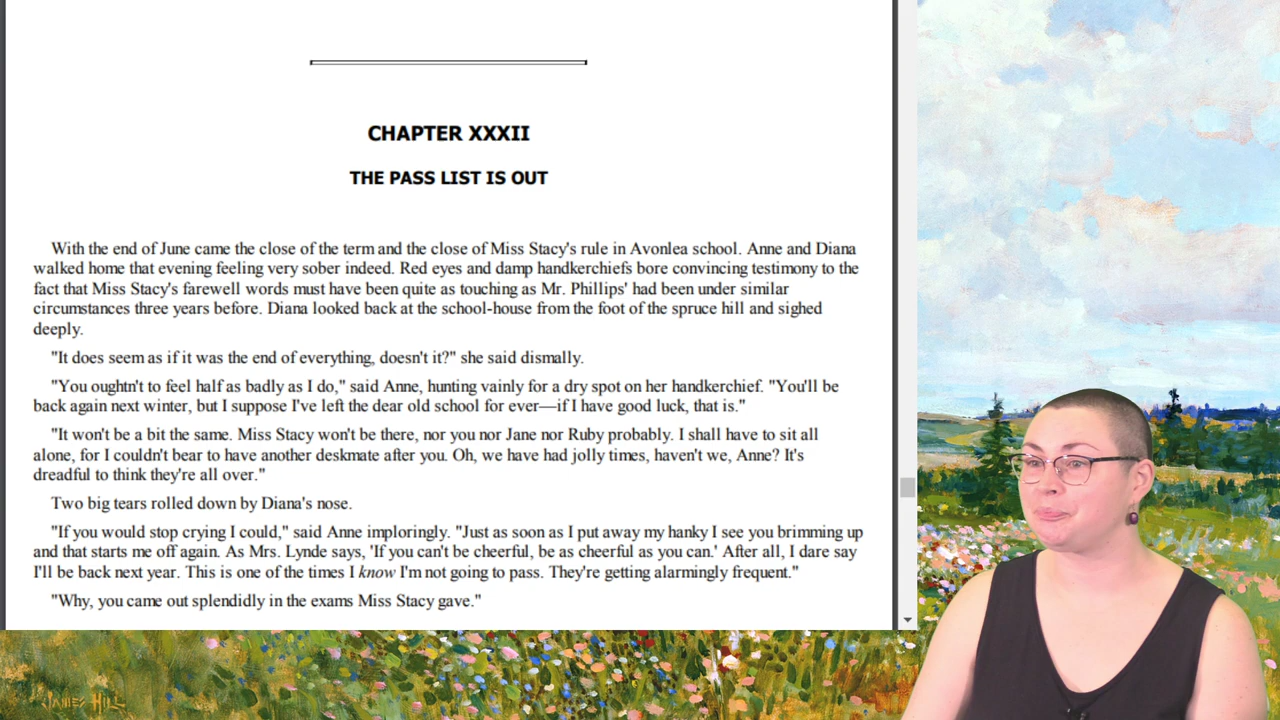 CHAPTER XXXII
THE PASS LIST IS OUT
With the end of June came the close of the term and the close of Miss Stacy's rule in Avonlea school. Anne and Diana
walked home that evening feeling very sober indeed. Red eyes and damp handkerchiefs bore convincing testimony to the
fact that Miss Stacy's farewell words must have been quite as touching as Mr. Phillips' had been under similar
circumstances three years before. Diana looked back at the school-house from the foot of the spruce hill and sighed
deeply.
"It does seem as if it was the end of everything, doesn't it?" she said dismally.
"You oughtn't to feel half as badly as I do," said Anne, hunting vainly for a dry spot on her handkerchief. "You'll be
back again next winter, but I suppose I've left the dear old school for ever—if I have good luck, that is."
"It won't be a bit the same. Miss Stacy won't be there, nor you nor Jane nor Ruby probably. I shall have to sit all
alone, for I couldn't bear to have another deskmate after you. Oh, we have had jolly times, haven't we, Anne? It's
dreadful to think they're all over."
Two big tears rolled down by Diana's nose.
"If you would stop crying I could," said Anne imploringly. "Just as soon as I put away my hanky I see you brimming up
and that starts me off again. As Mrs. Lynde says, 'If you can't be cheerful, be as cheerful as you can.' After all, I dare say
I'll be back next year. This is one of the times I know I'm not going to pass. They're getting alarmingly frequent."
"Why, you came out splendidly in the exams Miss Stacy gave."
JAMES HILL